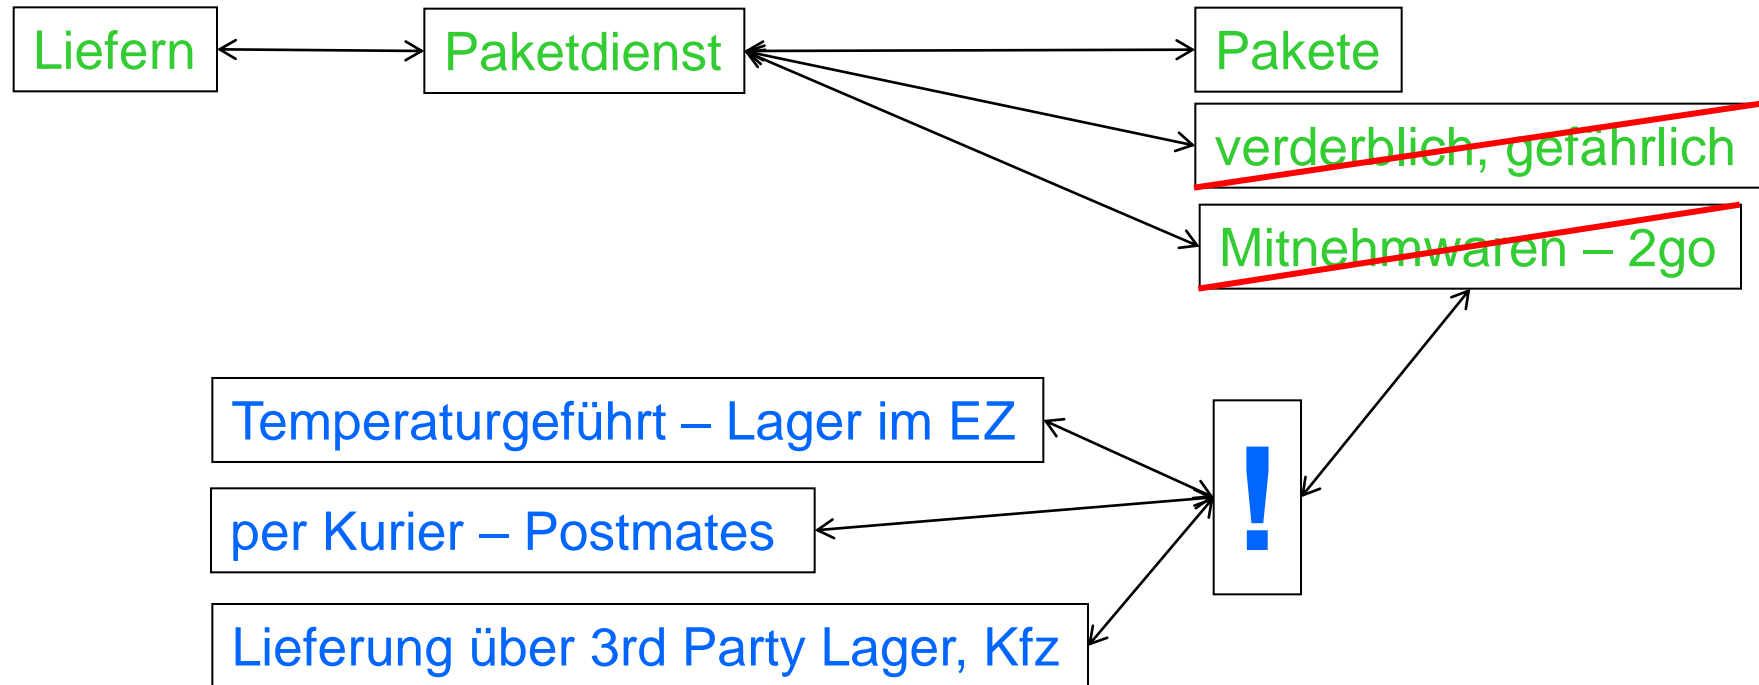 Liefern
Paketdienst
Pakete
verderblich, gefährlich
Mitnehmwaren – 2go
Temperaturgeführt – Lager im EZ
!
per Kurier – Postmates
Lieferung über 3rd Party Lager, Kfz